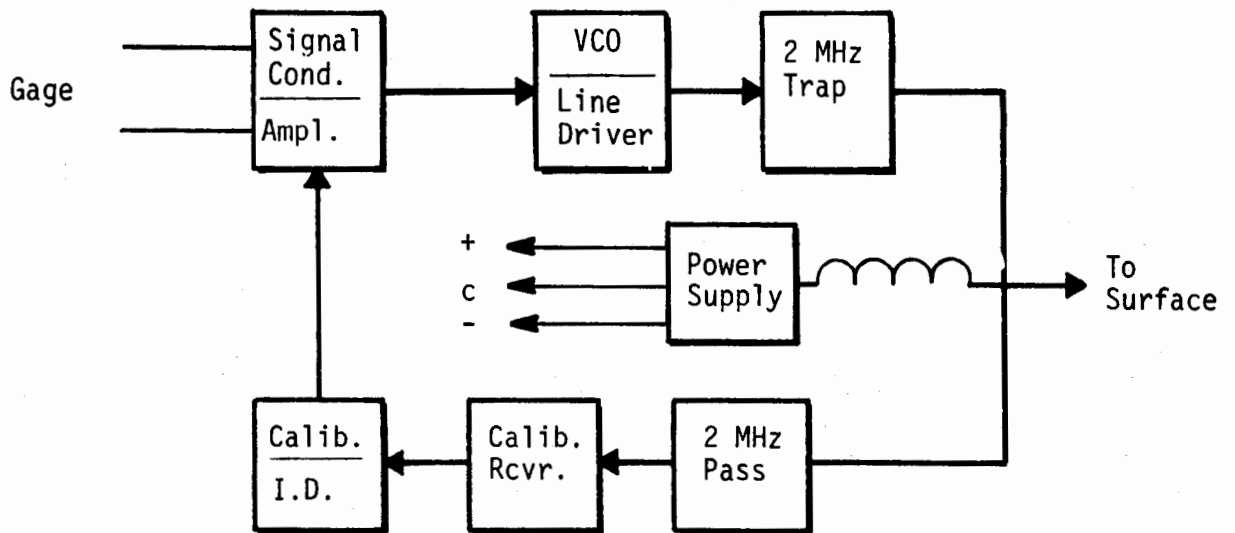 Gage
Signal
Cond.
Ampl.
VCO
Line
Driver
2 MHz
Trap
+
c
-
Power
Supply
To
Surface
Calib.
I.D.
Calib.
Rcvr.
2 MHz
Pass